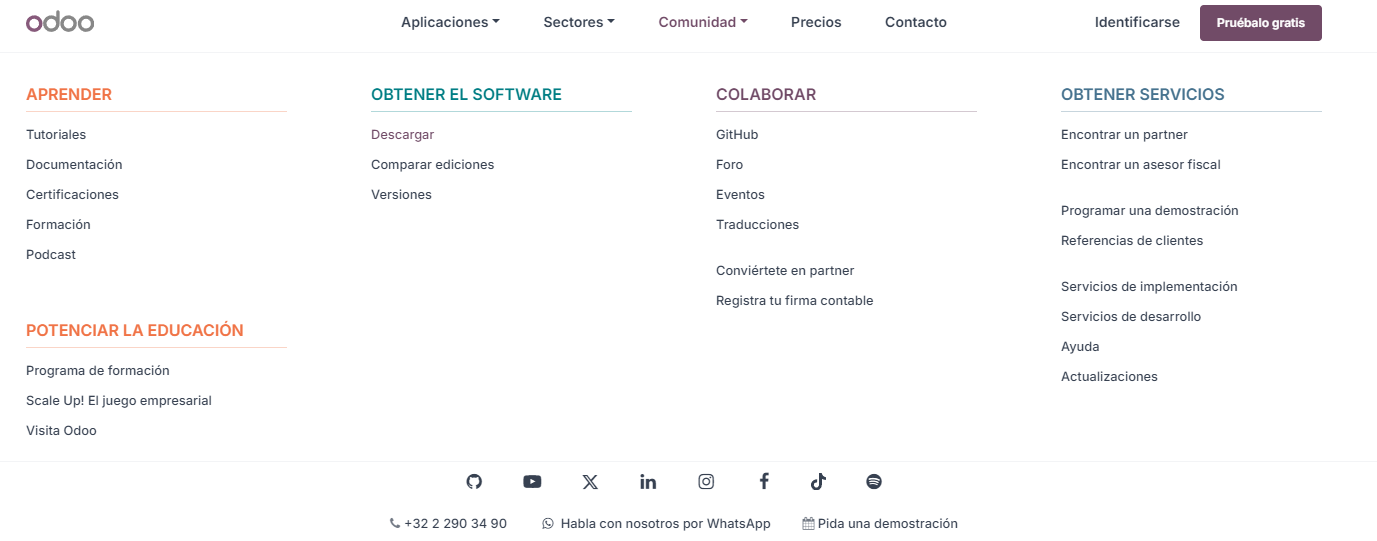 odoo
Aplicaciones Sectores Comunidad Precios Contacto Identificarse Pruébalo gratis
APRENDER
Tutoriales
Documentación
Certificaciones
Formación
Podcast
POTENCIAR LA EDUCACIÓN
Programa de formación
Scale Up! El juego empresarial
Visita Odoo
OBTENER EL SOFTWARE
Descargar
Comparar ediciones
Versiones
COLABORAR
GitHub
Foro
Eventos
Traducciones
Conviértete en partner
Registra tu firma contable
OBTENER SERVICIOS
Encontrar un partner
Encontrar un asesor fiscal
Programar una demostración
Referencias de clientes
Servicios de implementación
Servicios de desarrollo
Ayuda
Actualizaciones
+32 2 290 34 90 Habla con nosotros por WhatsApp Pida una demostración